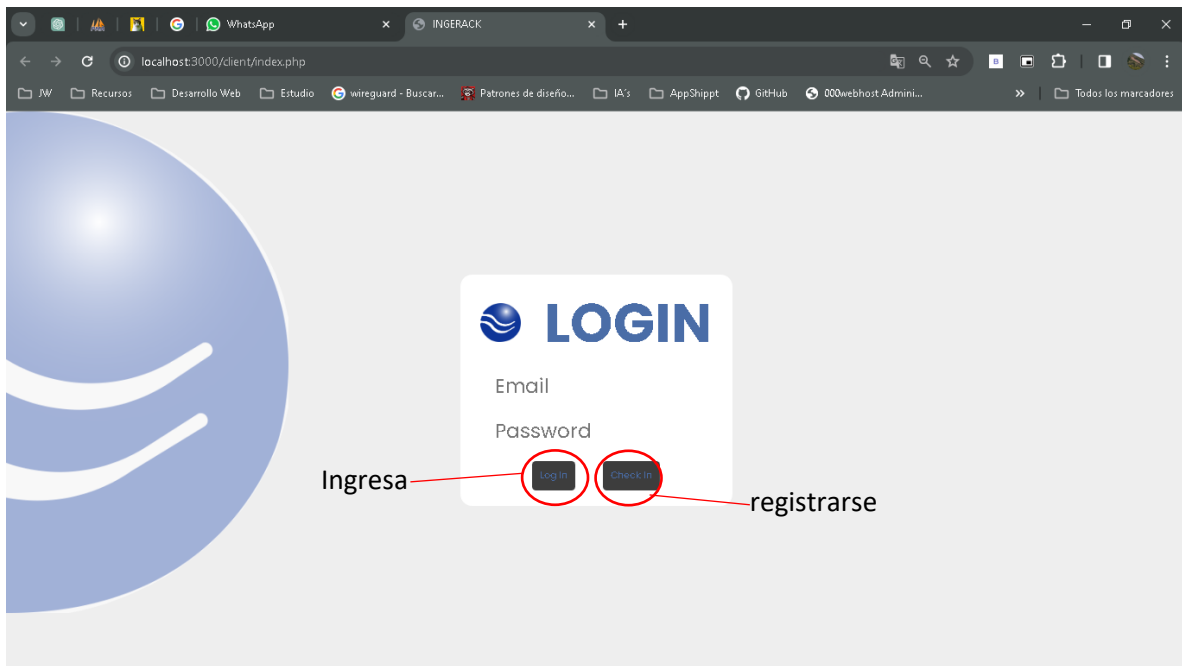 WhatsApp
INGERACK
localhost:3000/client/index.php
JW
Recursos
Desarrollo Web
Estudio
wireguard - Buscar...
Patrones de diseño...
IA's
AppShippt
GitHub
000webhost Admini...
Todos los marcadores
LOGIN
Email
Password
Log In
Check In
Ingresa
registrarse